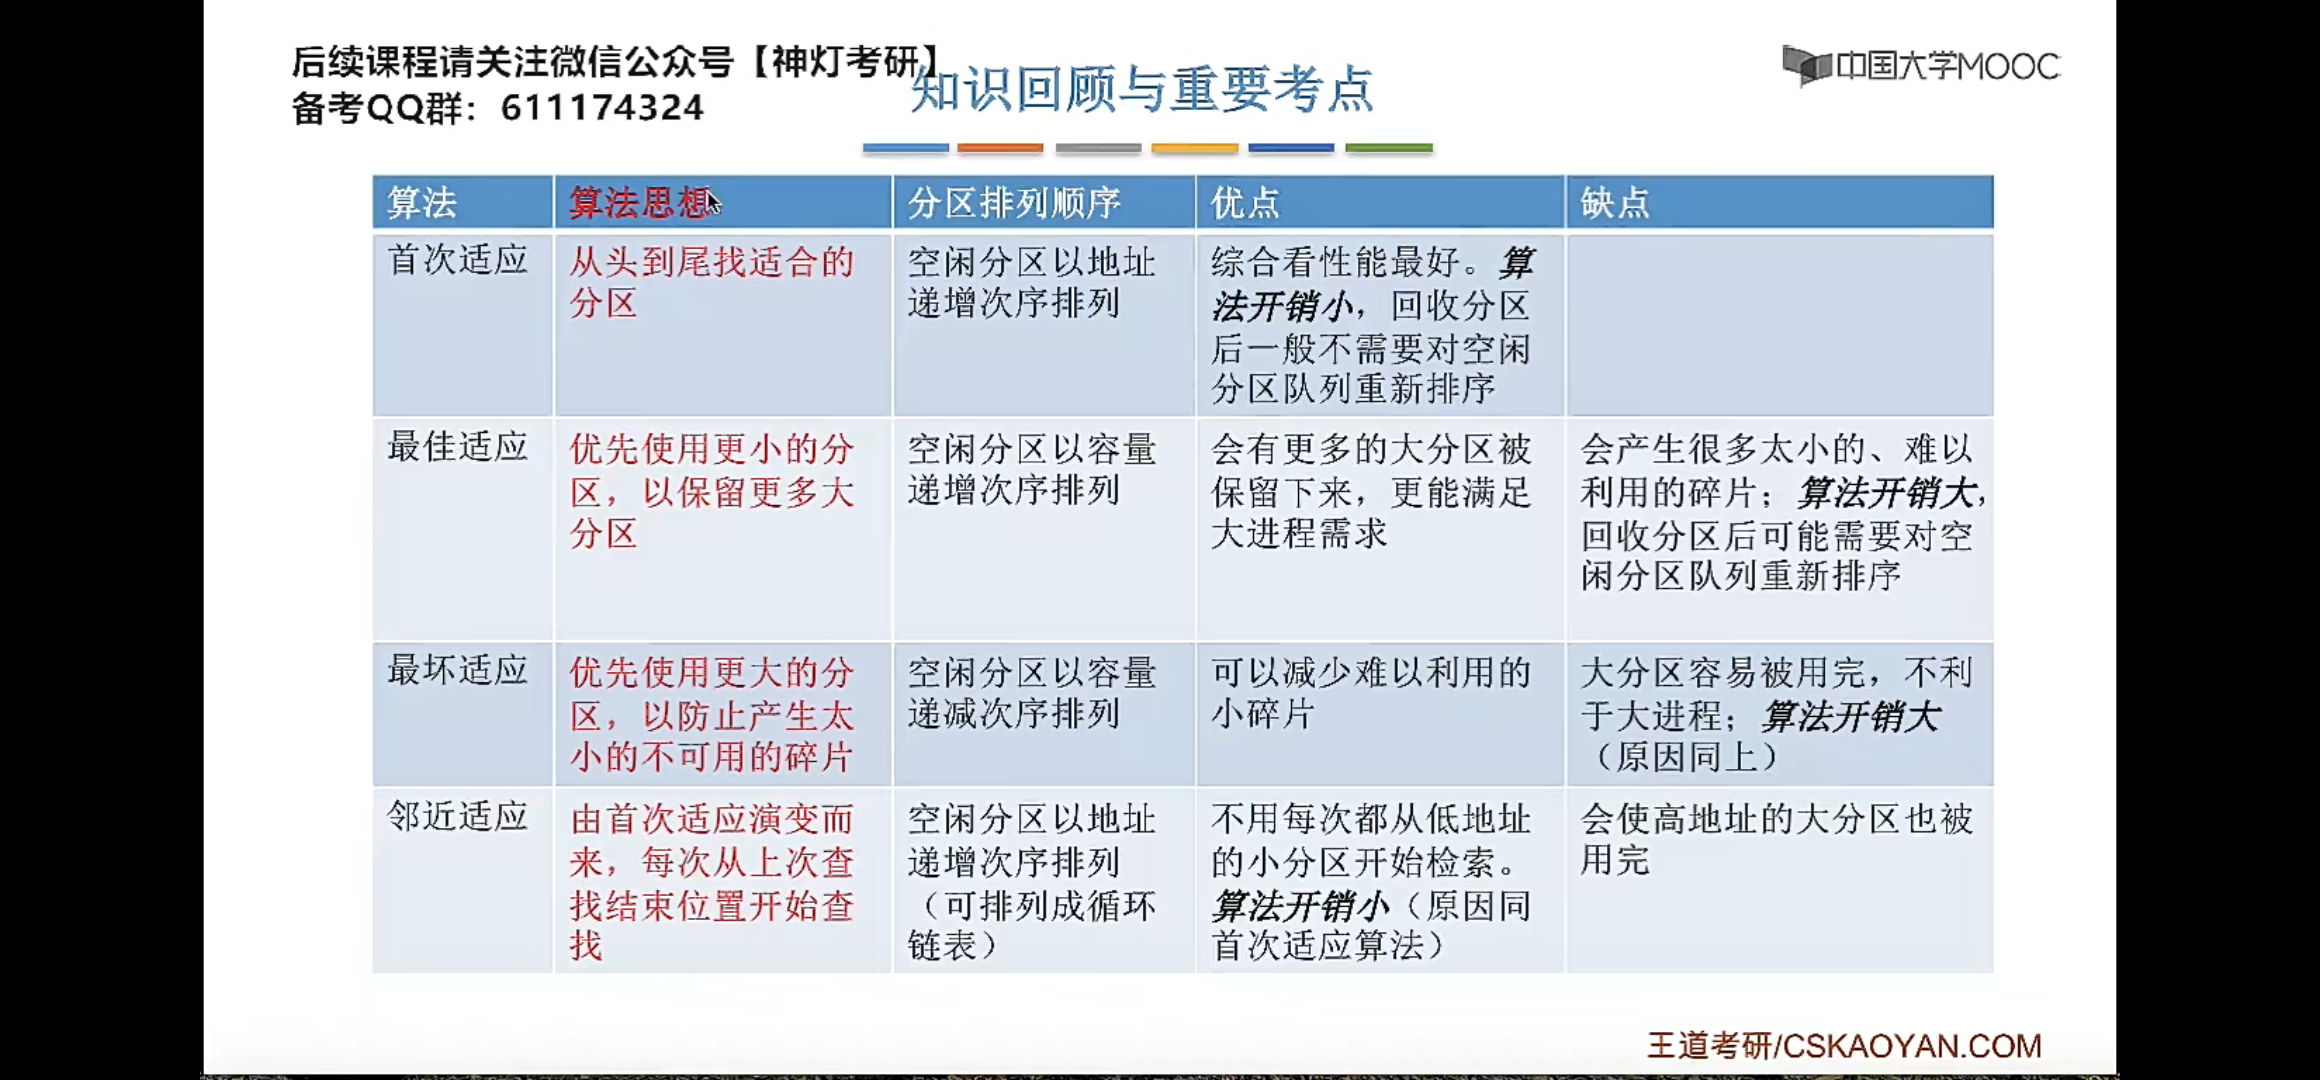 后续课程请关注微信公众号【神灯考研】
备考QQ群：611174324
知识回顾与重要考点
中国大学MOOC
算法
算法思想
分区排列顺序
优点
缺点
首次适应
从头到尾找适合的
分区
空闲分区以地址
递增次序排列
综合看性能最好。算
法开销小，回收分区
后一般不需要对空闲
分区队列重新排序
最佳适应
优先使用更小的分
区，以保留更多大
分区
空闲分区以容量
递增次序排列
会有更多的大分区被
保留下来，更能满足
大进程需求
会产生很多太小的、难以
利用的碎片；算法开销大，
回收分区后可能需要对空
闲分区队列重新排序
最坏适应
优先使用更大的分
区，以防止产生太
小的不可用的碎片
空闲分区以容量
递减次序排列
可以减少难以利用的
小碎片
大分区容易被用完，不利
于大进程；算法开销大
（原因同上）
邻近适应
由首次适应演变而
来，每次从上次查
找结束位置开始查
找
空闲分区以地址
递增次序排列
（可排列成循环
链表）
不用每次都从低地址
的小分区开始检索。
算法开销小（原因同
首次适应算法）
会使高地址的大分区也被
用完
王道考研/CSKAOYAN.COM